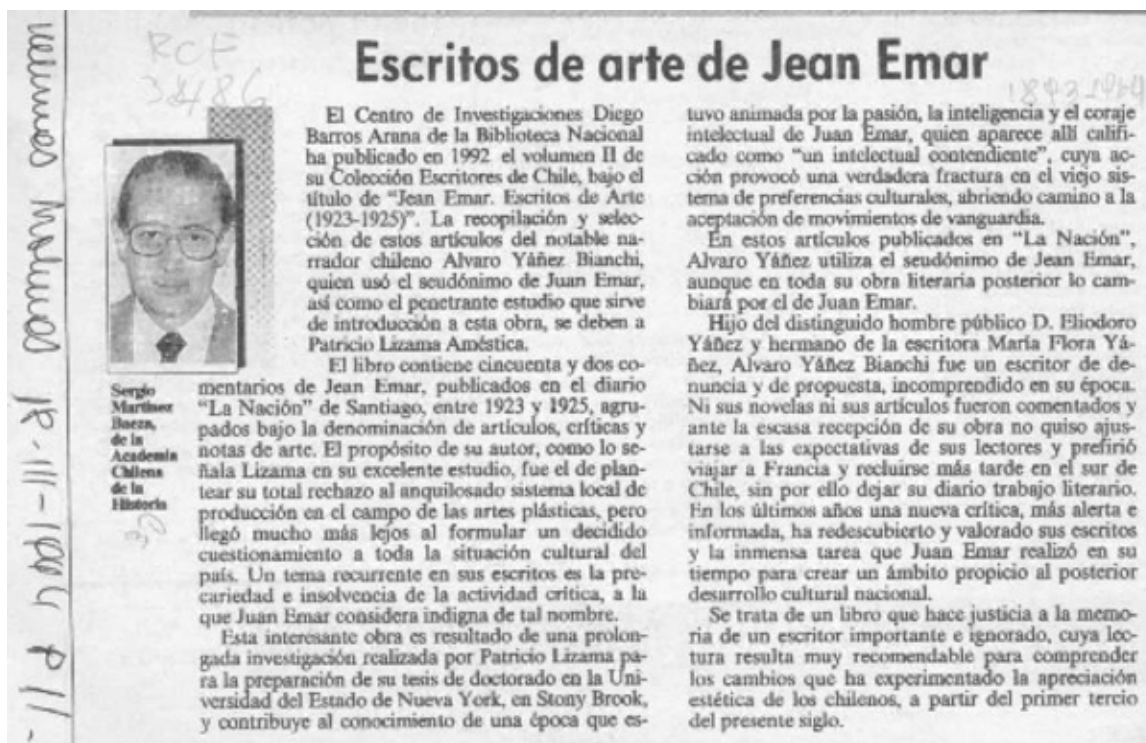 Escritos de arte de Jean Emar
RCF
El Centro de Investigaciones Diego
Barros Arana de la Biblioteca Nacional
ha publicado en 1992 el volumen II de
su Colección Escritores de Chile, bajo el
título de “Jean Emar. Escritos de Arte
(1923-1925)”. La recopilación y selec-
ción de estos artículos del notable na-
rrador chileno Alvaro Yáñez Bianchi,
quien usó el seudónimo de Juan Emar,
así como el penetrante estudio que sirve
de introducción a esta obra, se deben a
Patricio Lizama Améstica.
El libro contiene cincuenta y dos co-
mentarios de Jean Emar, publicados en el diario
“La Nación” de Santiago, entre 1923 y 1925, agru-
pados bajo la denominación de artículos, críticas y
notas de arte. El propósito de su autor, como lo se-
ñala Lizama en su excelente estudio, fue el de plan-
tear su total rechazo al anquilosado sistema local de
producción en el campo de las artes plásticas, pero
llegó mucho más lejos al formular un decidido
cuestionamiento a toda la situación cultural del
país. Un tema recurrente en sus escritos es la pre-
cariedad e insolvencia de la actividad crítica, a la
que Juan Emar considera indigna de tal nombre.
Esta interesante obra es resultado de una prolon-
gada investigación realizada por Patricio Lizama pa-
ra la preparación de su tesis de doctorado en la Uni-
versidad del Estado de Nueva York, en Stony Brook,
y contribuye al conocimiento de una época que es-
Sergio
Martínez
Baeza,
de la
Academia
Chilena
de la
Historia
tuvo animada por la pasión, la inteligencia y el coraje
intelectual de Juan Emar, quien aparece allí califi-
cado como “un intelectual contendiente”, cuya ac-
ción provocó una verdadera fractura en el viejo sis-
tema de preferencias culturales, abriendo camino a la
aceptación de movimientos de vanguardia.
En estos artículos publicados en “La Nación”,
Alvaro Yáñez utiliza el seudónimo de Jean Emar,
aunque en toda su obra literaria posterior lo cam-
biará por el de Juan Emar.
Hijo del distinguido hombre público D. Eliodoro
Yáñez y hermano de la escritora María Flora Yá-
ñez, Alvaro Yáñez Bianchi fue un escritor de de-
nuncia y de propuesta, incomprendido en su época.
Ni sus novelas ni sus artículos fueron comentados y
ante la escasa recepción de su obra no quiso ajus-
tarse a las expectativas de sus lectores y prefirió
viajar a Francia y recluirse más tarde en el sur de
Chile, sin por ello dejar su diario trabajo literario.
En los últimos años una nueva crítica, más alerta e
informada, ha redescubierto y valorado sus escritos
y la inmensa tarea que Juan Emar realizó en su
tiempo para crear un ámbito propicio al posterior
desarrollo cultural nacional.
Se trata de un libro que hace justicia a la memo-
ria de un escritor importante e ignorado, cuya lec-
tura resulta muy recomendable para comprender
los cambios que ha experimentado la apreciación
estética de los chilenos, a partir del primer tercio
del presente siglo.